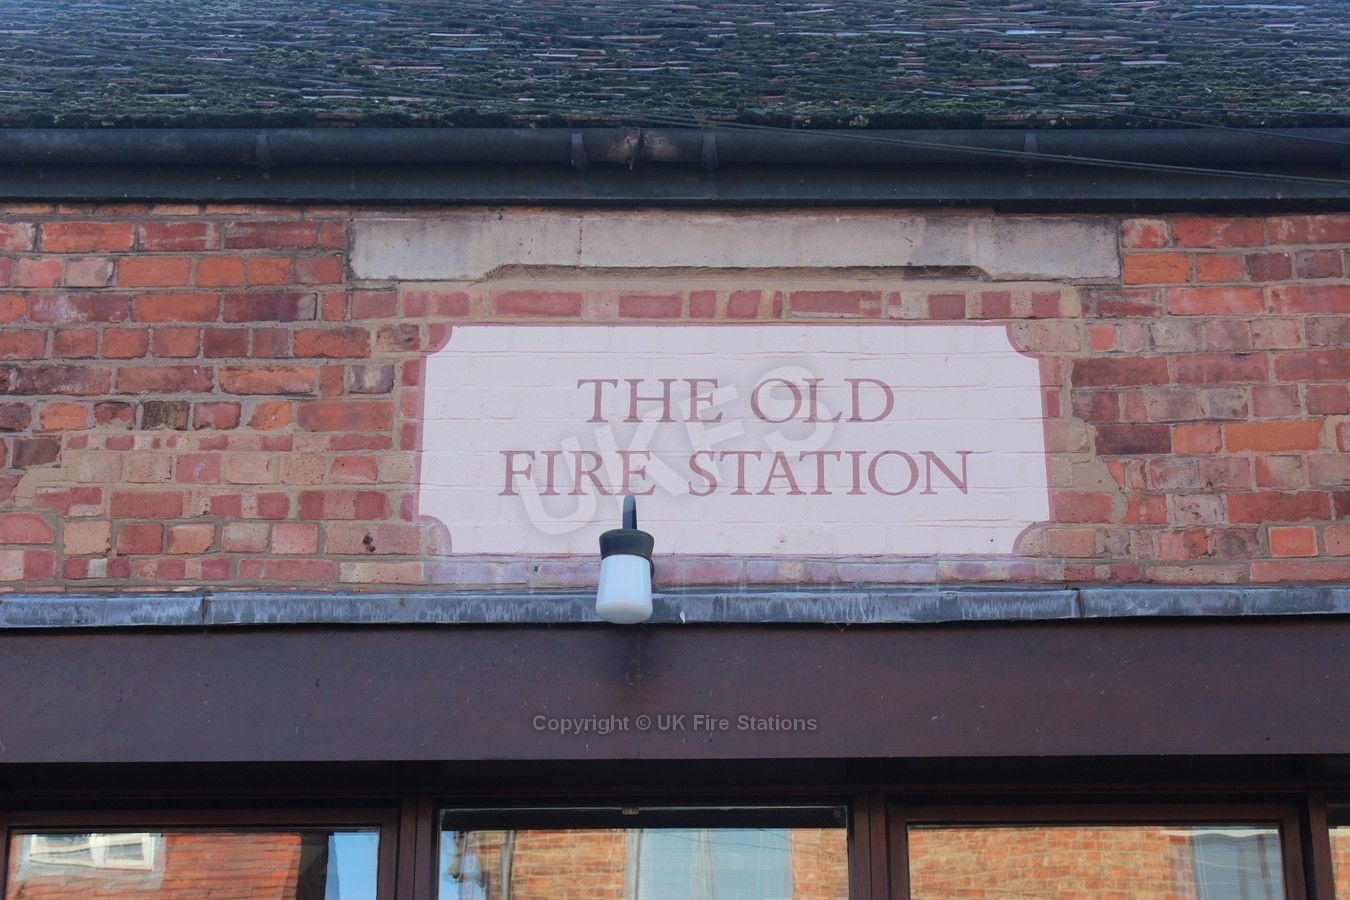 THE OLD
FIRE STATION
UKFS
Copyright © UK Fire Stations